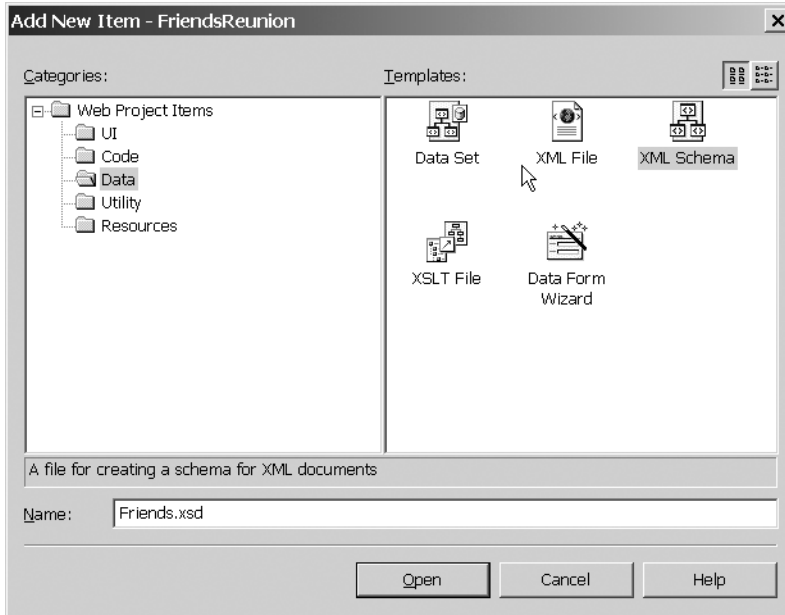 Add New Item - FriendsReunion
Categories:
Templates:
Web Project Items
UI
Code
Data
Utility
Resources
Data Set
XML File
XML Schema
XSLT File
Data Form
Wizard
A file for creating a schema for XML documents
Name:
Friends.xsd
Open
Cancel
Help